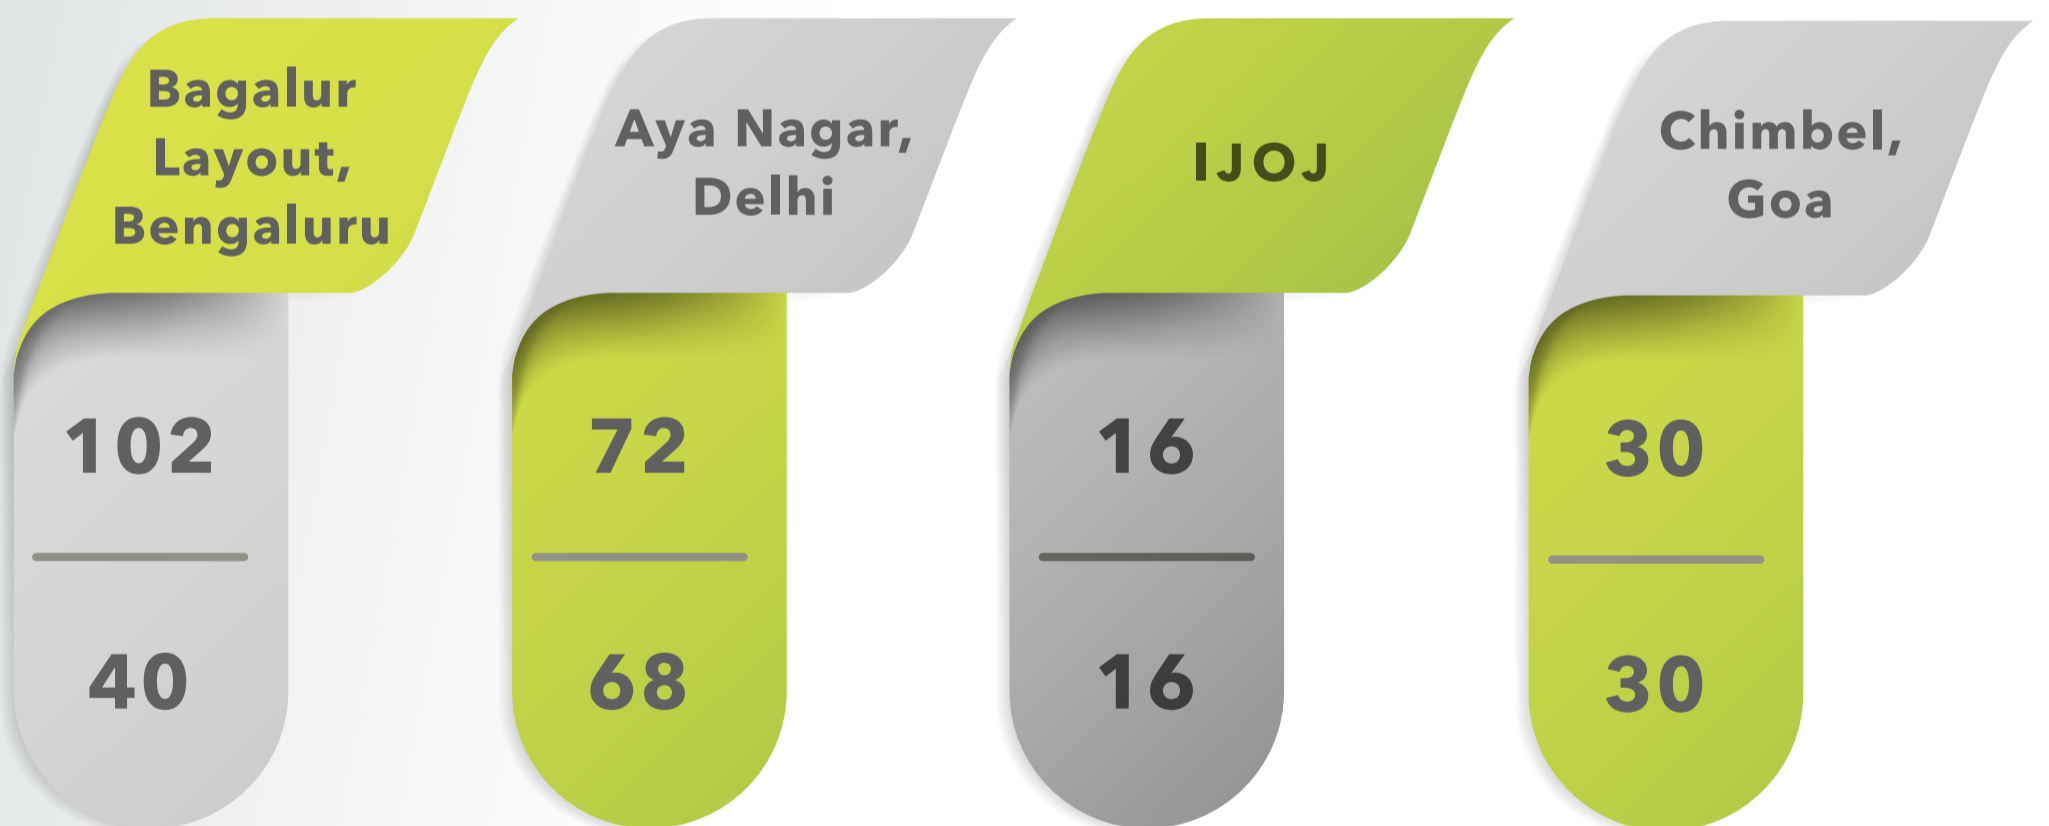 Bagalur
Layout,
Bengaluru
102
40
Aya Nagar,
Delhi
72
68
IJOJ
16
16
Chimbel,
Goa
30
30